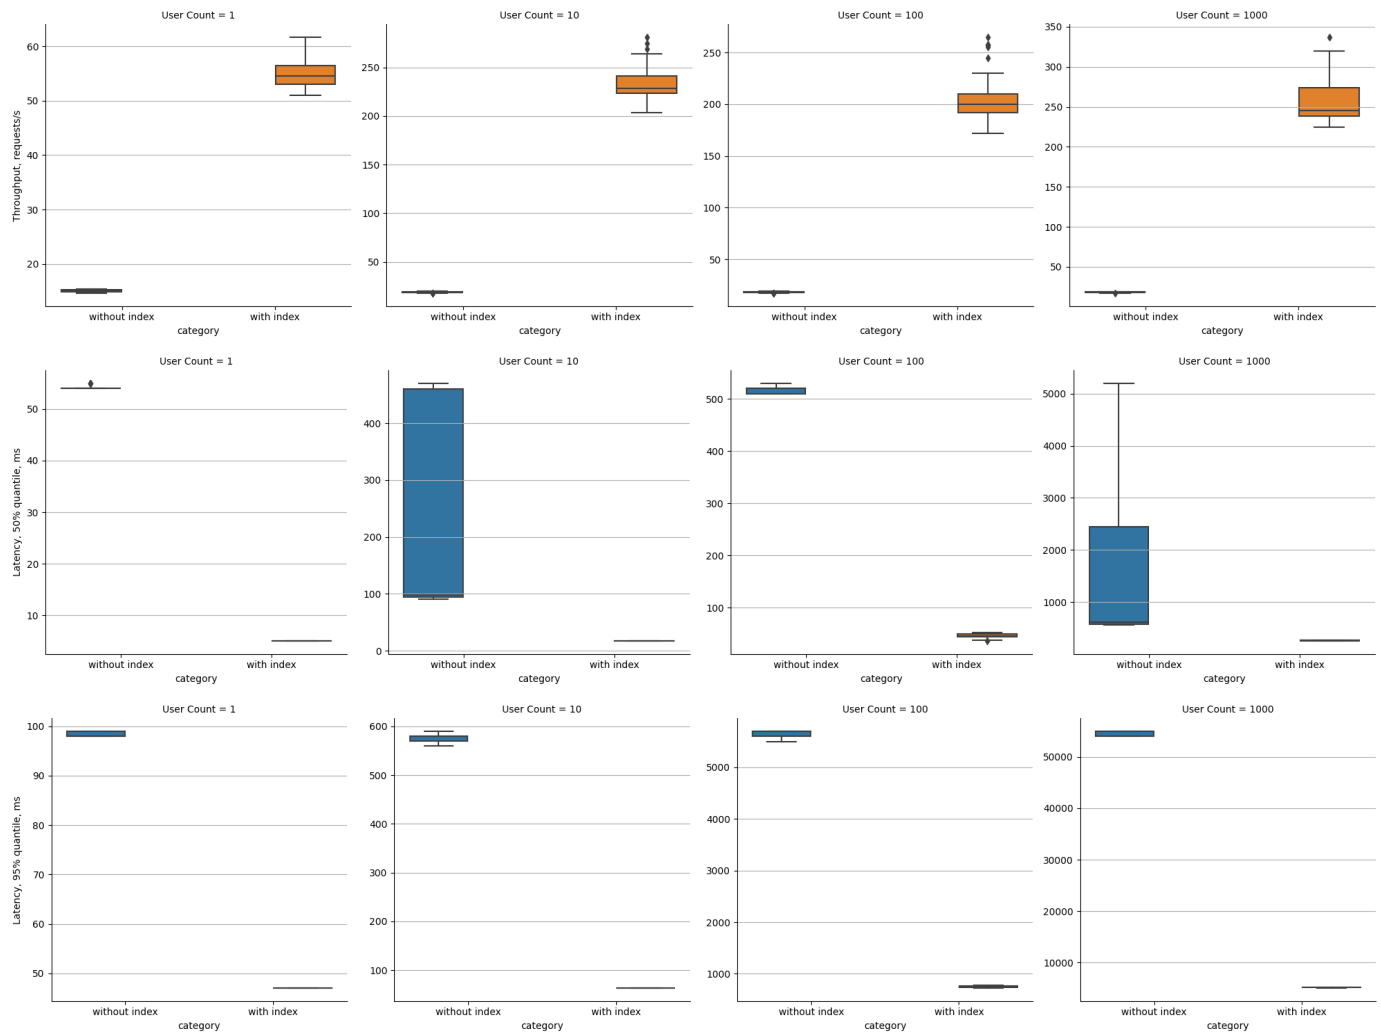 User Count = 1
User Count = 10
User Count = 100
User Count = 1000
Throughput, requests/s
60
50
40
30
20
250
200
150
100
50
250
200
150
100
50
350
300
250
200
150
100
50
without index
with index
category
without index
with index
category
without index
with index
category
without index
with index
category
User Count = 1
User Count = 10
User Count = 100
User Count = 1000
Latency, 50% quantile, ms
50
40
30
20
10
400
300
200
100
0
500
400
300
200
100
5000
4000
3000
2000
1000
without index
with index
category
without index
with index
category
without index
with index
category
without index
with index
category
User Count = 1
User Count = 10
User Count = 100
User Count = 1000
Latency, 95% quantile, ms
100
90
80
70
60
50
600
500
400
300
200
100
5000
4000
3000
2000
1000
50000
40000
30000
20000
10000
without index
with index
category
without index
with index
category
without index
with index
category
without index
with index
category